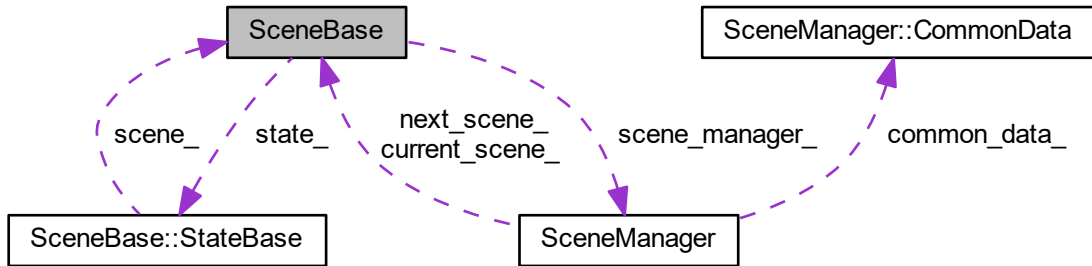 SceneBase
SceneManager::CommonData
scene_
state_
next_scene_
current_scene_
scene_manager_
common_data_
SceneBase::StateBase
SceneManager